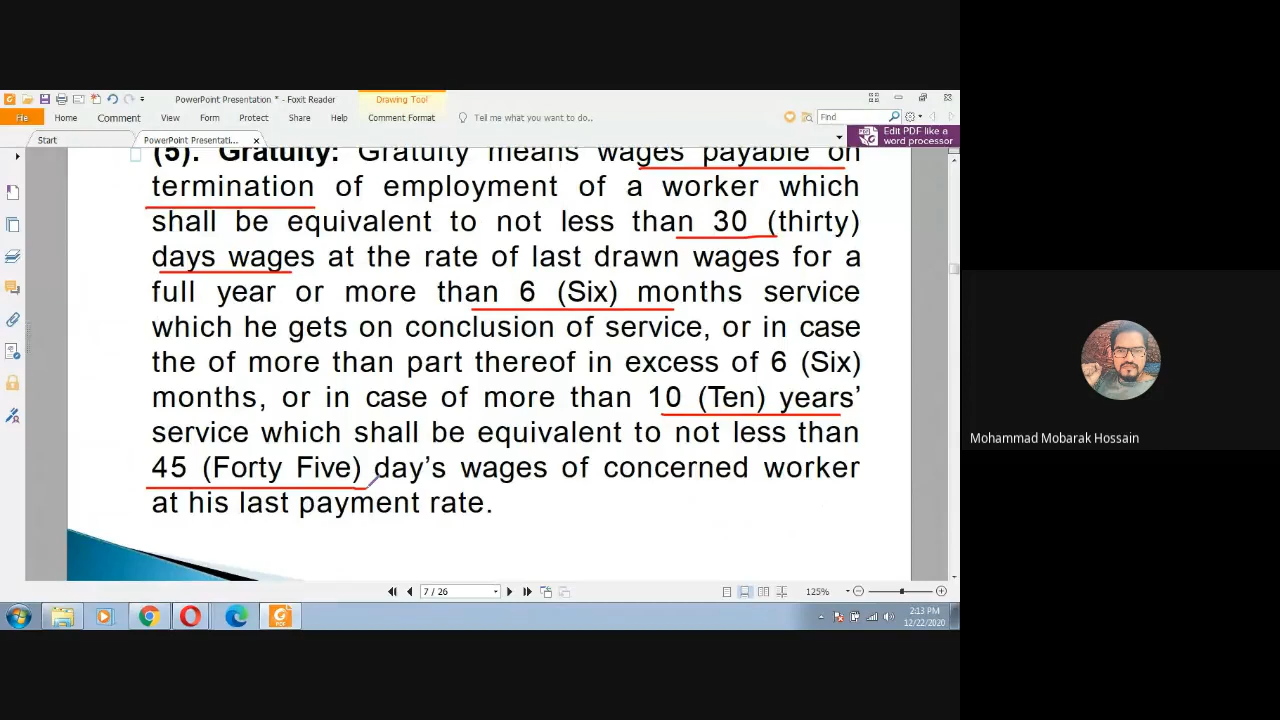 PowerPoint Presentation * - Foxit Reader
Drawing Tool
File Home Comment View Form Protect Share Help Comment Format Tell me what you want to do... Find
Edit PDF like a
word processor
Start PowerPoint Presentati...
(5). Gratuity: Gratuity means wages payable on
termination of employment of a worker which
shall be equivalent to not less than 30 (thirty)
days wages at the rate of last drawn wages for a
full year or more than 6 (Six) months service
which he gets on conclusion of service, or in case
the of more than part thereof in excess of 6 (Six)
months, or in case of more than 10 (Ten) years’
service which shall be equivalent to not less than
45 (Forty Five) day’s wages of concerned worker
at his last payment rate.
Mohammad Mobarak Hossain
7 / 26
125%
PDF
2:13 PM
12/22/2020